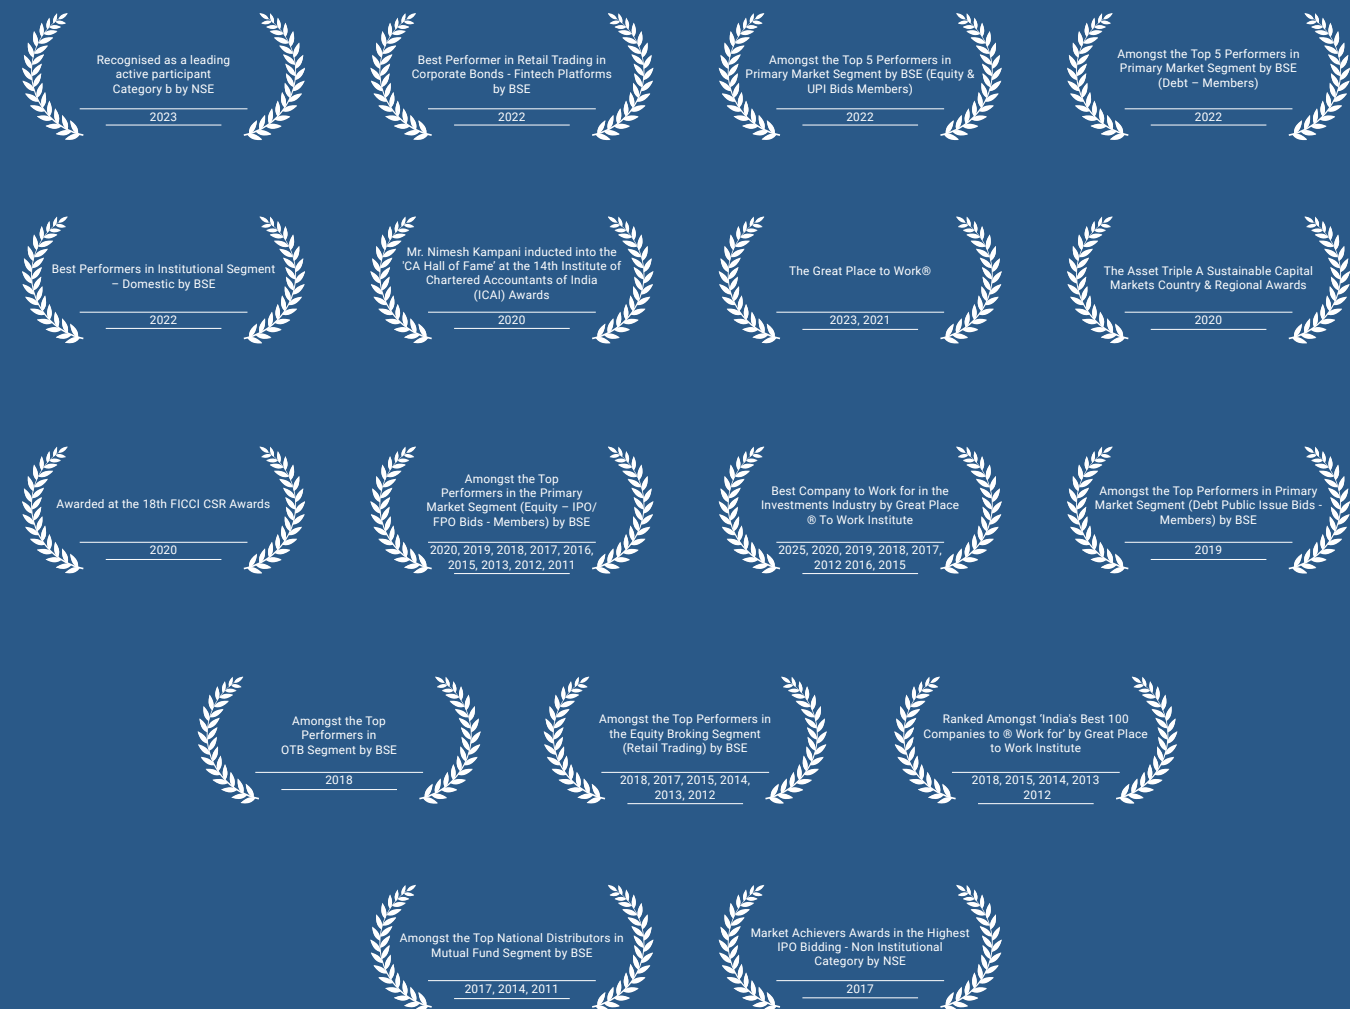 Recognised as a leading
active participant
Category b by NSE
2023
Best Performer in Retail Trading in
Corporate Bonds - Fintech Platforms
by BSE
2022
Amongst the Top 5 Performers in
Primary Market Segment by BSE (Equity &
UPI Bids Members)
2022
Amongst the Top 5 Performers in
Primary Market Segment by BSE
(Debt – Members)
2022
Best Performers in Institutional Segment
– Domestic by BSE
2022
Mr. Nimesh Kampani inducted into the
'CA Hall of Fame' at the 14th Institute of
Chartered Accountants of India
(ICAI) Awards
2020
The Great Place to Work®
2023, 2021
The Asset Triple A Sustainable Capital
Markets Country & Regional Awards
2020
Awarded at the 18th FICCI CSR Awards
2020
Amongst the Top
Performers in the Primary
Market Segment (Equity – IPO/
FPO Bids - Members) by BSE
2020, 2019, 2018, 2017, 2016,
2015, 2013, 2012, 2011
Best Company to Work for in the
Investments Industry by Great Place
® To Work Institute
2025, 2020, 2019, 2018, 2017,
2012 2016, 2015
Amongst the Top Performers in Primary
Market Segment (Debt Public Issue Bids -
Members) by BSE
2019
Amongst the Top
Performers in
OTB Segment by BSE
2018
Amongst the Top Performers in
the Equity Broking Segment
(Retail Trading) by BSE
2018, 2017, 2015, 2014,
2013, 2012
Ranked Amongst 'India's Best 100
Companies to ® Work for' by Great Place
to Work Institute
2018, 2015, 2014, 2013
2012
Amongst the Top National Distributors in
Mutual Fund Segment by BSE
2017, 2014, 2011
Market Achievers Awards in the Highest
IPO Bidding - Non Institutional
Category by NSE
2017